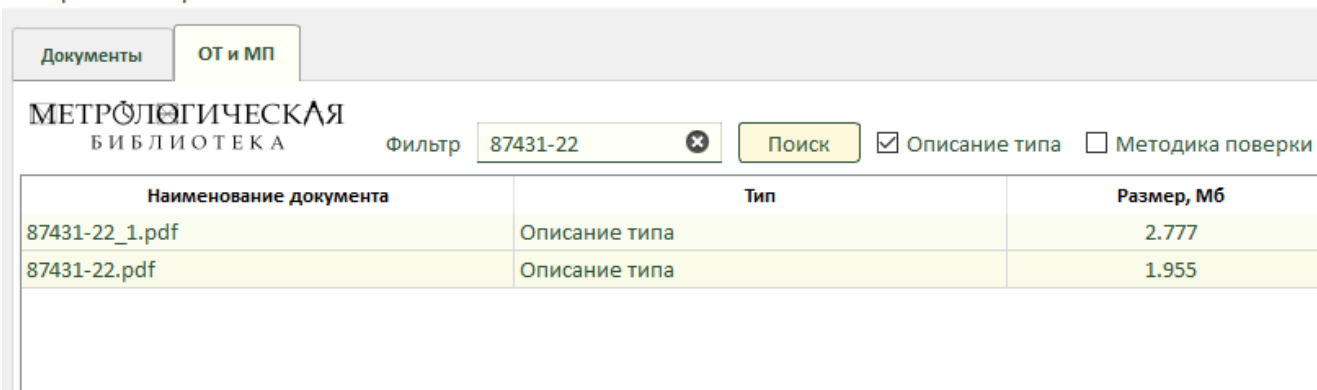 Документы ОТ и МП
МЕТРОЛОГИЧЕСКАЯ
БИБЛИОТЕКА
Фильтр 87431-22 Поиск Описание типа Методика поверки
Наименование документа Тип Размер, Мб
87431-22_1.pdf Описание типа 2.777
87431-22.pdf Описание типа 1.955